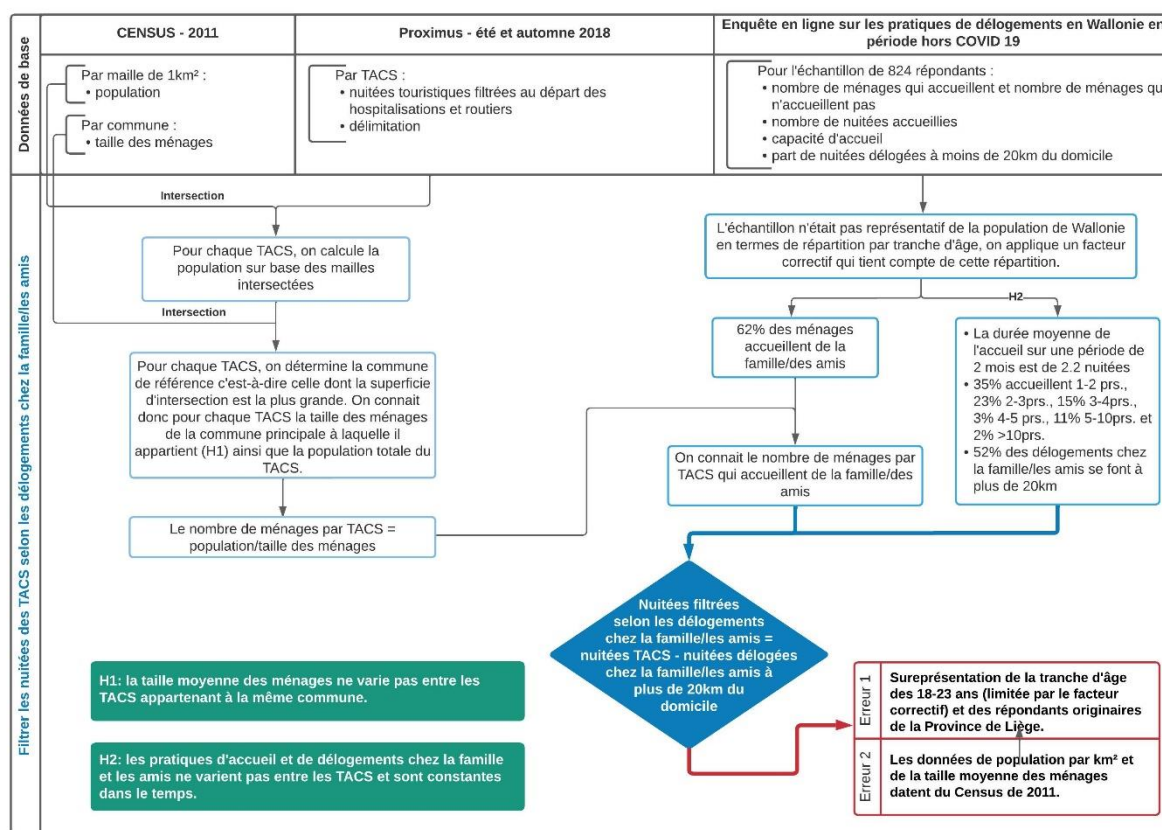 Données de base
CENSUS - 2011
Par maille de 1km² :
• population
Par commune :
• taille des ménages
Proximus - été et automne 2018
Par TACS :
• nuitées touristiques filtrées au départ des
hospitalisations et routiers
• délimitation
Enquête en ligne sur les pratiques de délogements en Wallonie en
période hors COVID 19
Pour l'échantillon de 824 répondants :
• nombre de ménages qui accueillent et nombre de ménages qu
n'accueillent pas
• nombre de nuitées accueillies
• capacité d'accueil
• part de nuitées délogées à moins de 20km du domicile
Filtrer les nuitées des TACS selon les délogements chez la famille/les amis
Intersection
Pour chaque TACS, on calcule la
population sur base des mailles
intersectées
Intersection
Pour chaque TACS, on détermine la commune
de référence c'est-à-dire celle dont la superficie
d'intersection est la plus grande. On connait
donc pour chaque TACS la taille des ménages
de la commune principale à laquelle il
appartient (H1) ainsi que la population totale du
TACS.
Le nombre de ménages par TACS =
population/taille des ménages
L'échantillon n'était pas représentatif de la population de Wallonie
en termes de répartition par tranche d'âge, on applique un facteur
correctif qui tient compte de cette répartition.
H2
62% des ménages
accueillent de la
famille/des amis
• La durée moyenne de
l'accueil sur une période de
2 mois est de 2.2 nuitées
• 35% accueillent 1-2 prs.,
23% 2-3prs., 15% 3-4prs.,
3% 4-5 prs., 11% 5-10prs. et
2% >10prs.
• 52% des délogements chez
la famille/les amis se font à
plus de 20km
On connait le nombre de ménages par
TACS qui accueillent de la famille/des
amis
Nuitées filtrées
selon les délogements
chez la famille/les amis =
nuitées TACS - nuitées délogées
chez la famille/les amis à
plus de 20km du
domicile
H1: la taille moyenne des ménages ne varie pas entre les
TACS appartenant à la même commune.
H2: les pratiques d'accueil et de délogements chez la famille
et les amis ne varient pas entre les TACS et sont constantes
dans le temps.
Erreur 1
Sureprésentation de la tranche d'âge
des 18-23 ans (limitée par le facteur
correctif) et des répondants originaires
de la Province de Liège.
Erreur 2
Les données de population par km² et
de la taille moyenne des ménages
datent du Census de 2011.